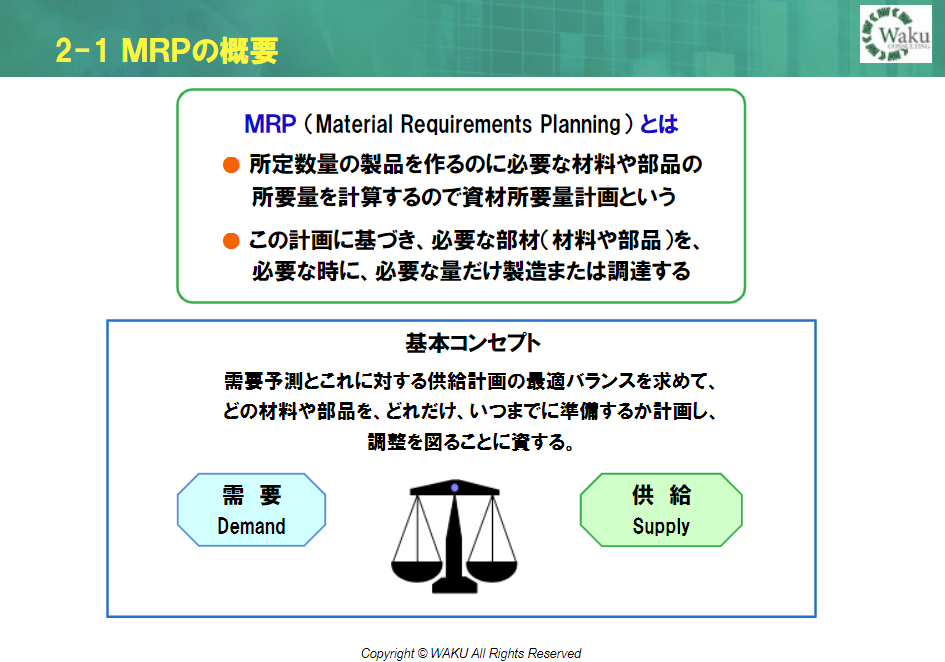 2-1 MRPの概要
Waku
CONSULTING
MRP（Material Requirements Planning）とは
● 所定数量の製品を作るのに必要な材料や部品の
所要量を計算するので資材所要量計画という
● この計画に基づき、必要な部材（材料や部品）を、
必要な時に、必要な量だけ製造または調達する
基本コンセプト
需要予測とこれに対する供給計画の最適バランスを求めて、
どの材料や部品を、どれだけ、いつまでに準備するか計画し、
調整を図ることに資する。
需 要
Demand
供 給
Supply
Copyright © WAKU All Rights Reserved